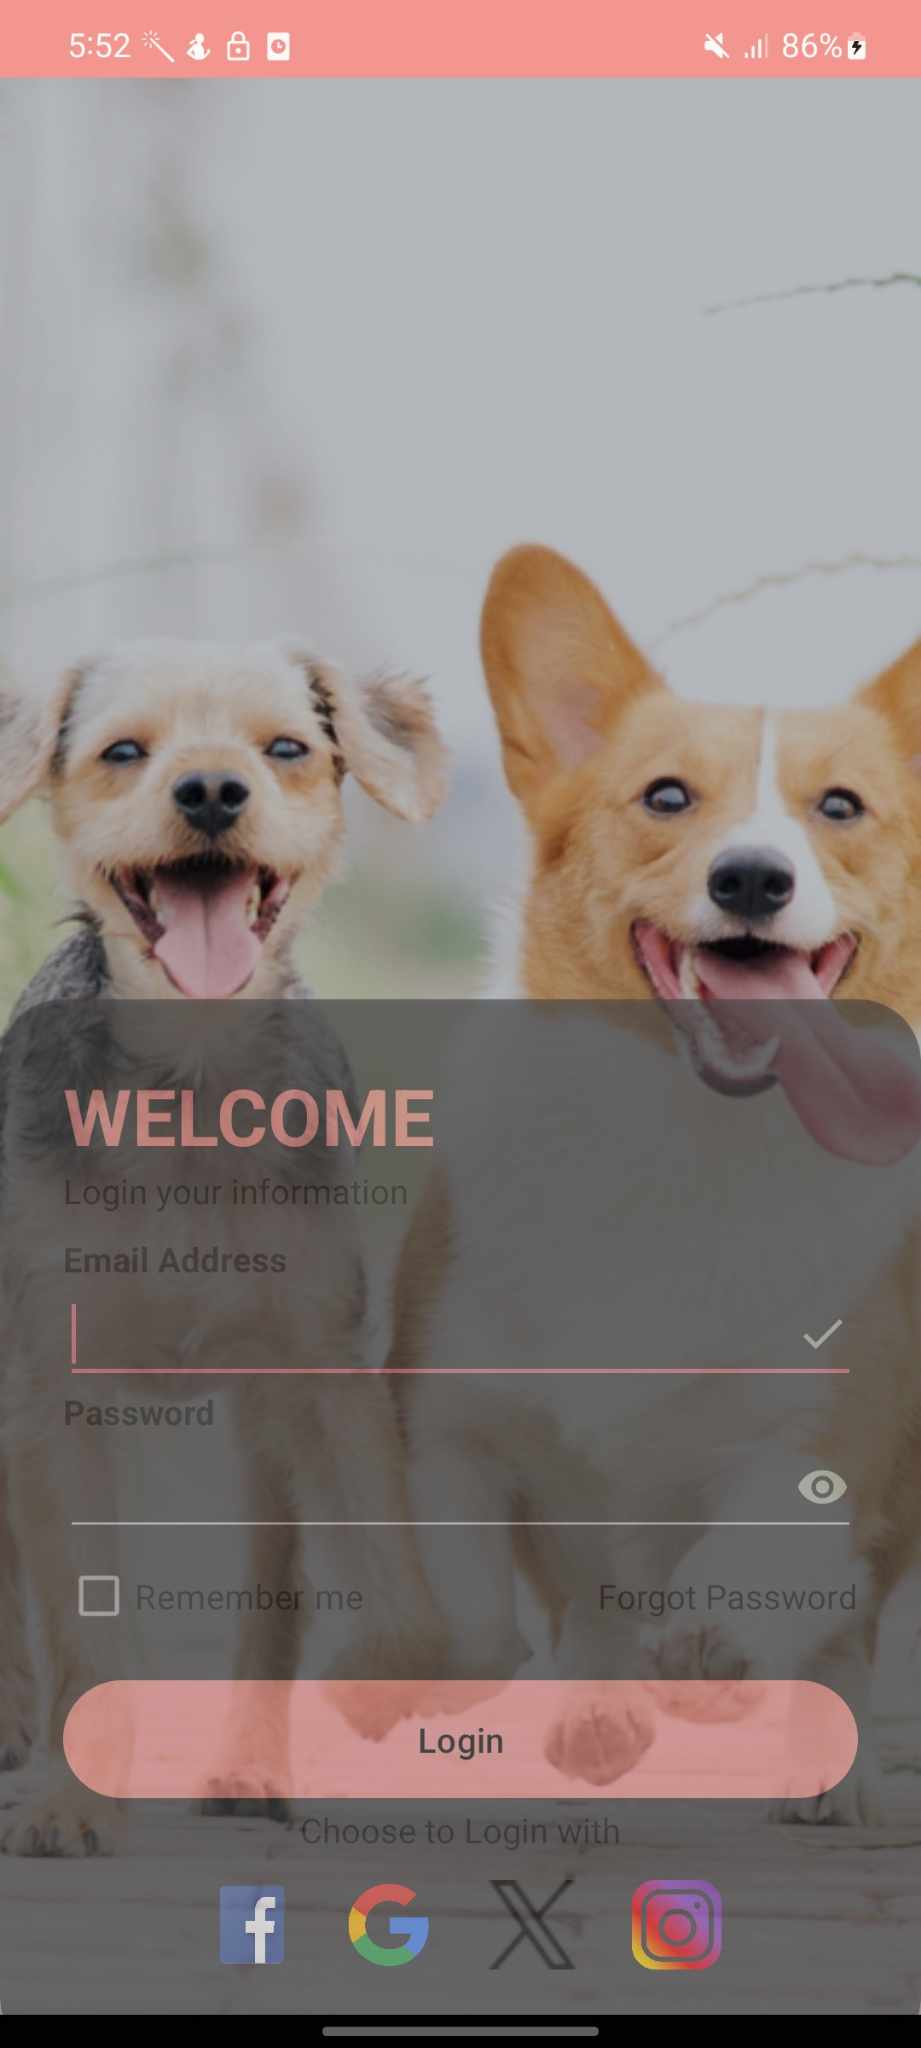 5:52 86%
WELCOME
Login your information
Email Address
Password
Remember me Forgot Password
Login
Choose to Login with